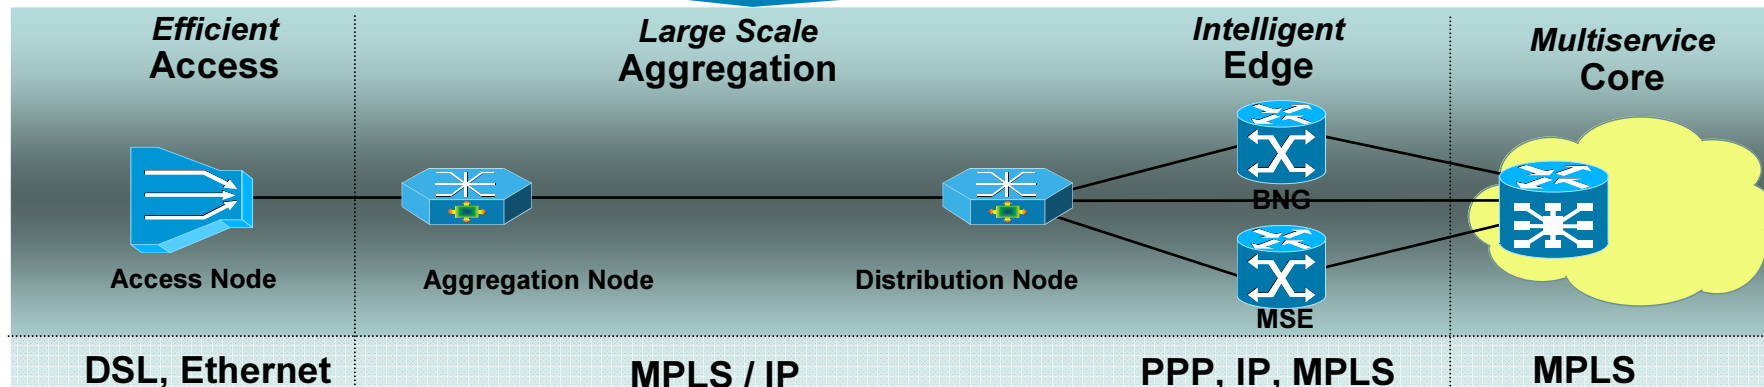 Efficient
Access
Large Scale
Aggregation
Intelligent
Edge
Multiservice
Core
BNG
Access Node
Aggregation Node
Distribution Node
MSE
DSL, Ethernet
MPLS / IP
PPP, IP, MPLS
MPLS